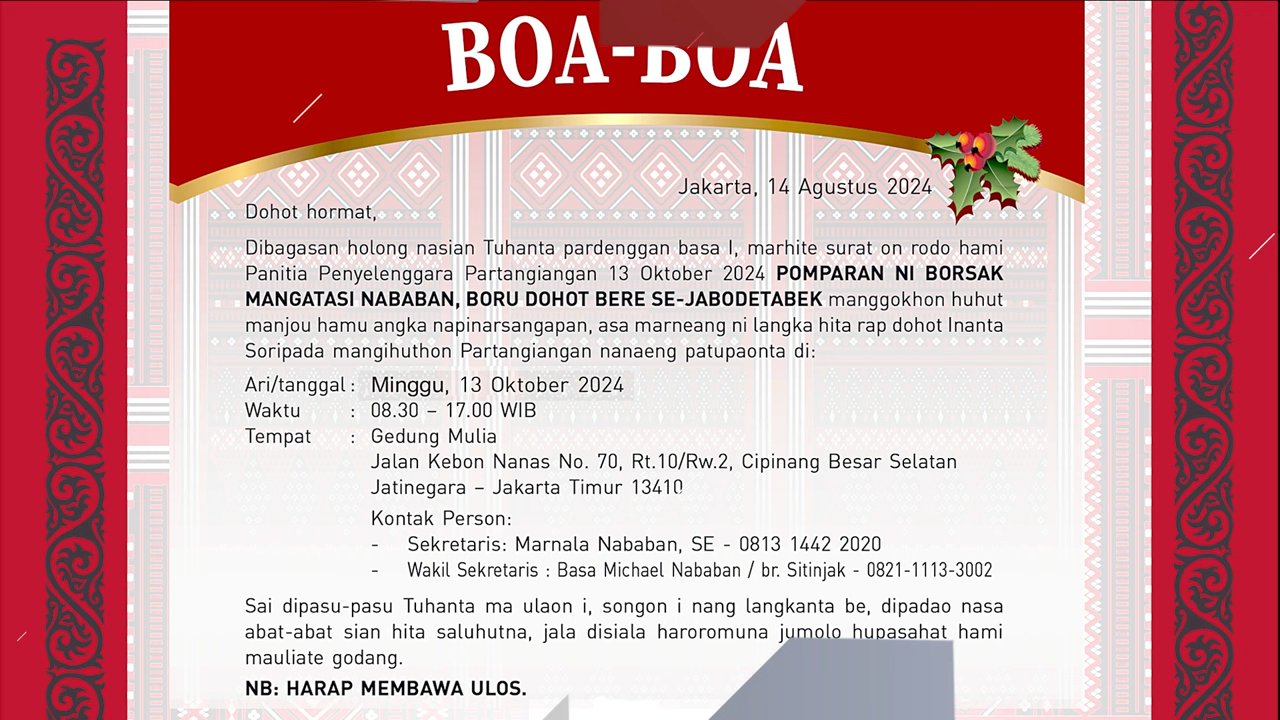 BOA-BOA
Jakarta, 14 Agustus 2024
Dohot hormat,
Dibagasan holong rasian Tuhanta pardenggan basa I, marhite surat on rodo hami
Panitia Penyelenggara Partangiangan 13 Oktober 2024 POMPARAN NI BORSAK
MANGATASI NABABAN, BORU DOHOT BERE SE-JABODETABEK manggokhon huhut
manjou hamu angka napinarsangapan, asa marneang ni langka hita rap dohot Inanta
Soripada mangihuthon Partangiangan nanaeng patupaonta di:
Ari/tanggal : Minggu, 13 Oktober 2024
Waktu : 08.30 – 17.00 WIB
Tempat : Gedung Mulia
Jalan Kebon Nanas No. 70, Rt.10/Rw.2, Cipinang Besar Selatan
Jatinegara – Jakarta Timur 13410
Kontak Person:
- Sekretaris: Marnala Nababan, SE - 0813 1442 2020
- Wakil Sekretaris : Basa Michael Nababan / br. Sitinjak - 0821-1113-3002
Sai dipasu-pasu Tuhanta ma ulaon i, songon i nang langkanta be, dipadao nasa
abat-abat sian hita saluhutna, jala disiala haroromuna jumolo hupasahat hami
mauliate godang.
NB: HARAP MEMBAWA ULOS.